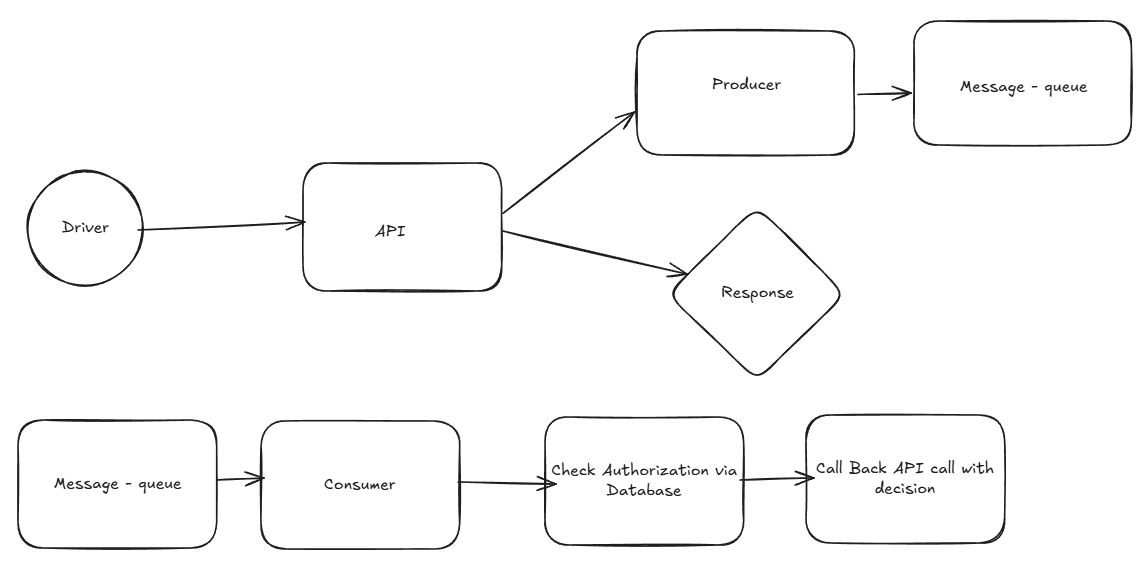 Producer
Message - queue
Driver
API
Response
Message - queue
Consumer
Check Authorization via
Database
Call Back API call with
decision